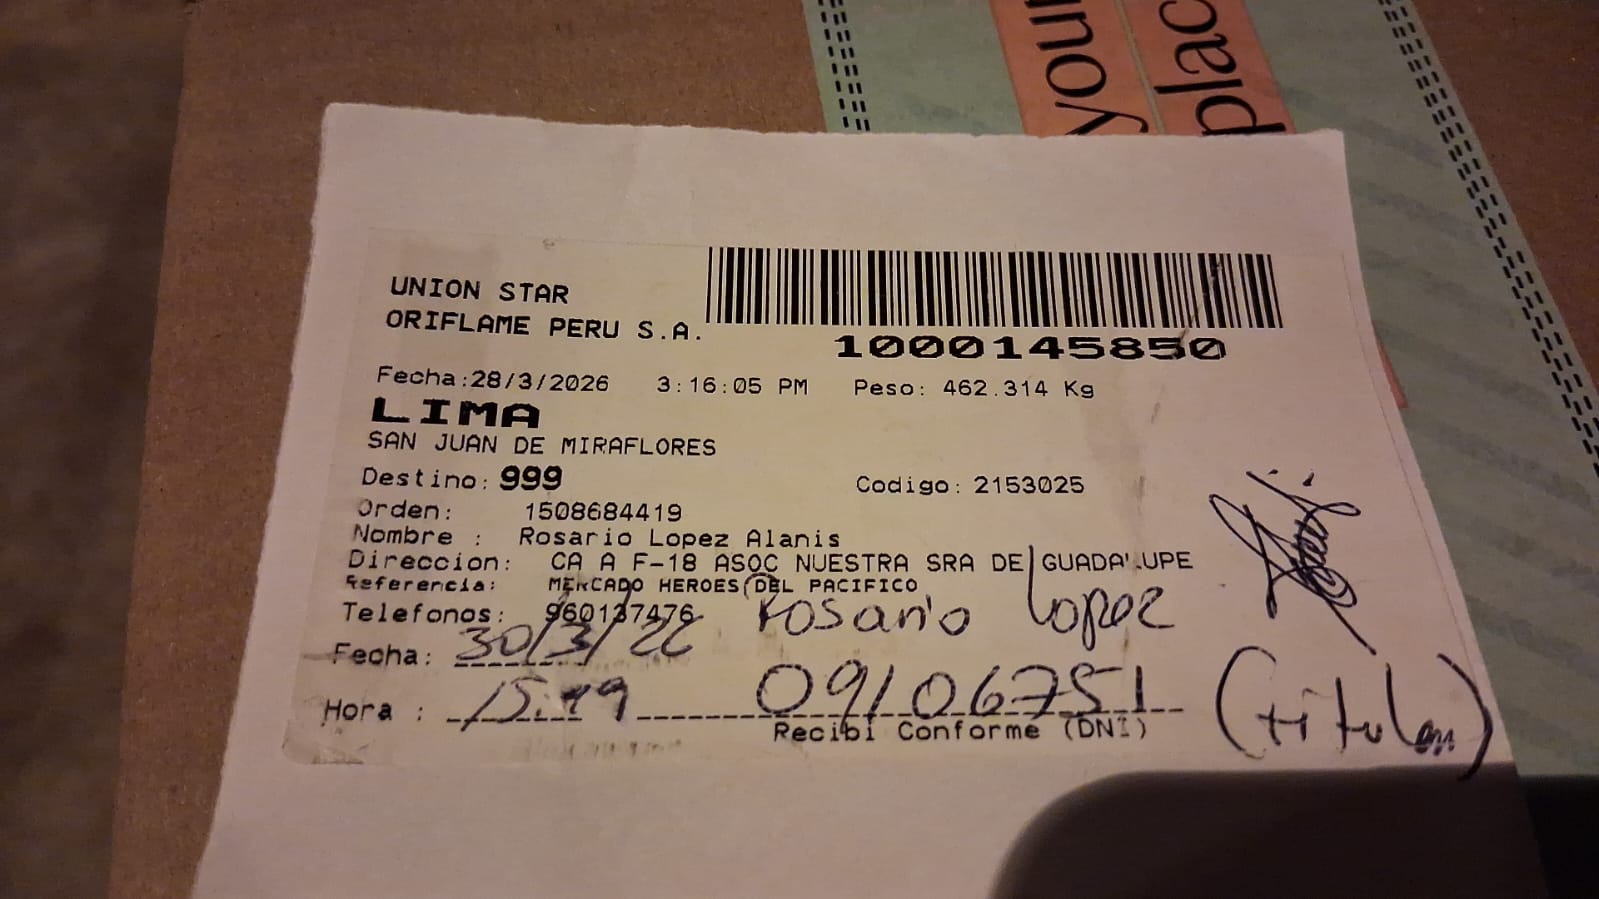 your
plac
UNION STAR
ORIFLAME PERU S.A.
1000145850
Fecha:28/3/2026 3:16:05 PM Peso: 462.314 Kg
LIMA
SAN JUAN DE MIRAFLORES
Destino: 999 Codigo: 2153025
Orden: 1508684419
Nombre : Rosario Lopez Alanis
Direccion: CA A F-18 ASOC NUESTRA SRA DE GUADALUPE
Referencia: MERCADO HEROES DEL PACIFICO
Telefonos: 960137476
Rosario Lopez
Fecha: 30/3/26
Hora : 15:19 09106751
Recibi Conforme (DNI)
(titular)